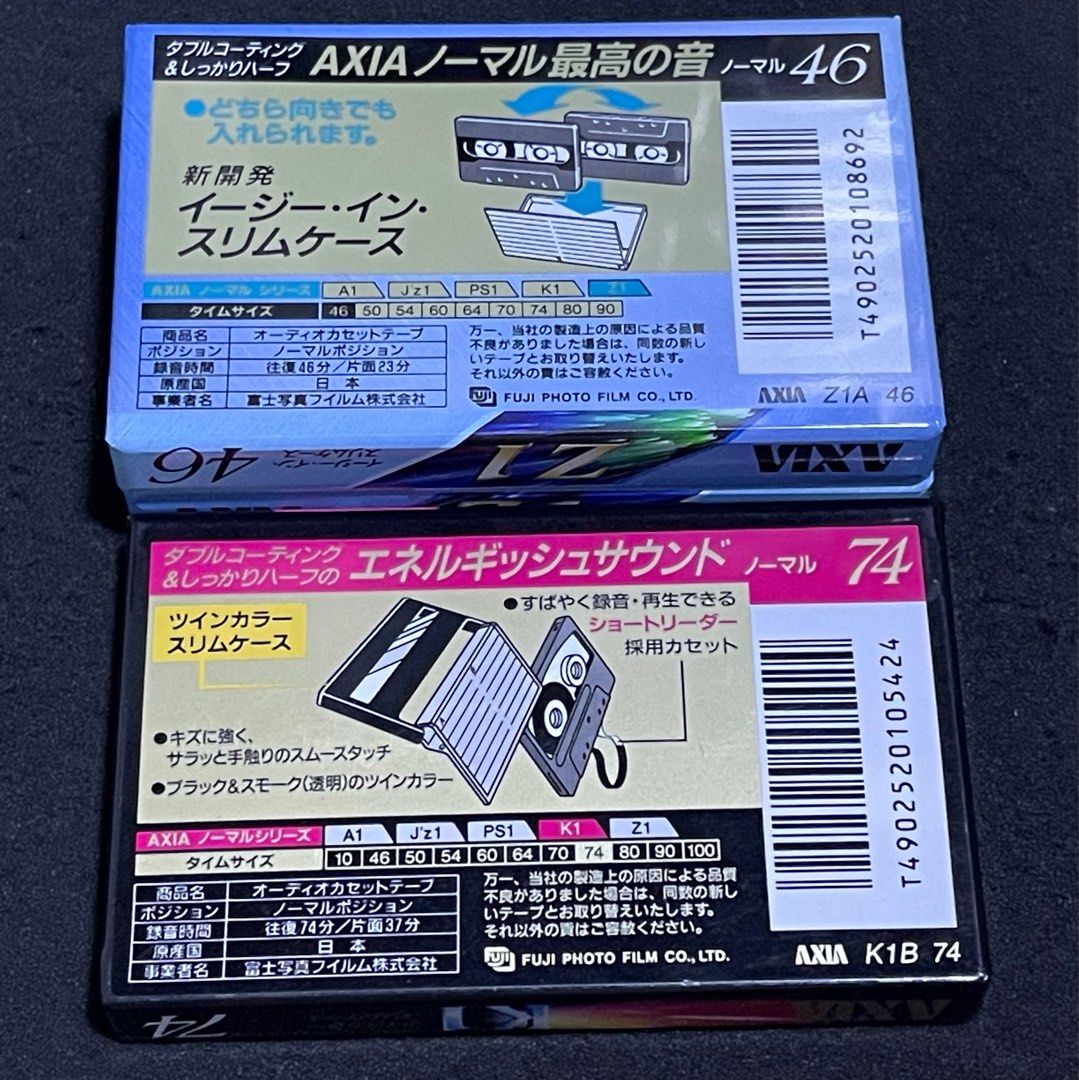 ダブルコーティング
&しっかりハーフ
AXIA ノーマル最高の音 ノーマル 46
●どちら向きでも
入れられます。
新開発
イージー・イン・
スリムケース
AXIA ノーマル シリーズ A1 J'z1 PS1 K1 Z1
タイムサイズ 46 50 54 60 64 70 74 80 90
商品名 オーディオカセットテープ
ポジション ノーマルポジション
録音時間 往復46分/片面23分
原産国 日本
事業者名 富士写真フイルム株式会社
万一、当社の製造上の原因による品質
不良がありました場合は、同数の新し
いテープとお取り替えいたします。
それ以外の責はご容赦ください。
FUJI FUJI PHOTO FILM CO., LTD.
T4902520108692
AXIA Z1A 46
46
イージー・イン・
スリムケース
Z1
AXIA
ダブルコーティング
&しっかりハーフの
エネルギッシュサウンド ノーマル 74
ツインカラー
スリムケース
●すばやく録音・再生できる
ショートリーダー
採用カセット
●キズに強く、
サラッと手触りのスムースタッチ
●ブラック&スモーク(透明)のツインカラー
AXIA ノーマルシリーズ A1 J'z1 PS1 K1 Z1
タイムサイズ 10 46 50 54 60 64 70 74 80 90 100
商品名 オーディオカセットテープ
ポジション ノーマルポジション
録音時間 往復74分/片面37分
原産国 日本
事業者名 富士写真フイルム株式会社
万一、当社の製造上の原因による品質
不良がありました場合は、同数の新し
いテープとお取り替えいたします。
それ以外の責はご容赦ください。
FUJI FUJI PHOTO FILM CO., LTD.
T4902520105424
AXIA K1B 74
74
K1
AXIA